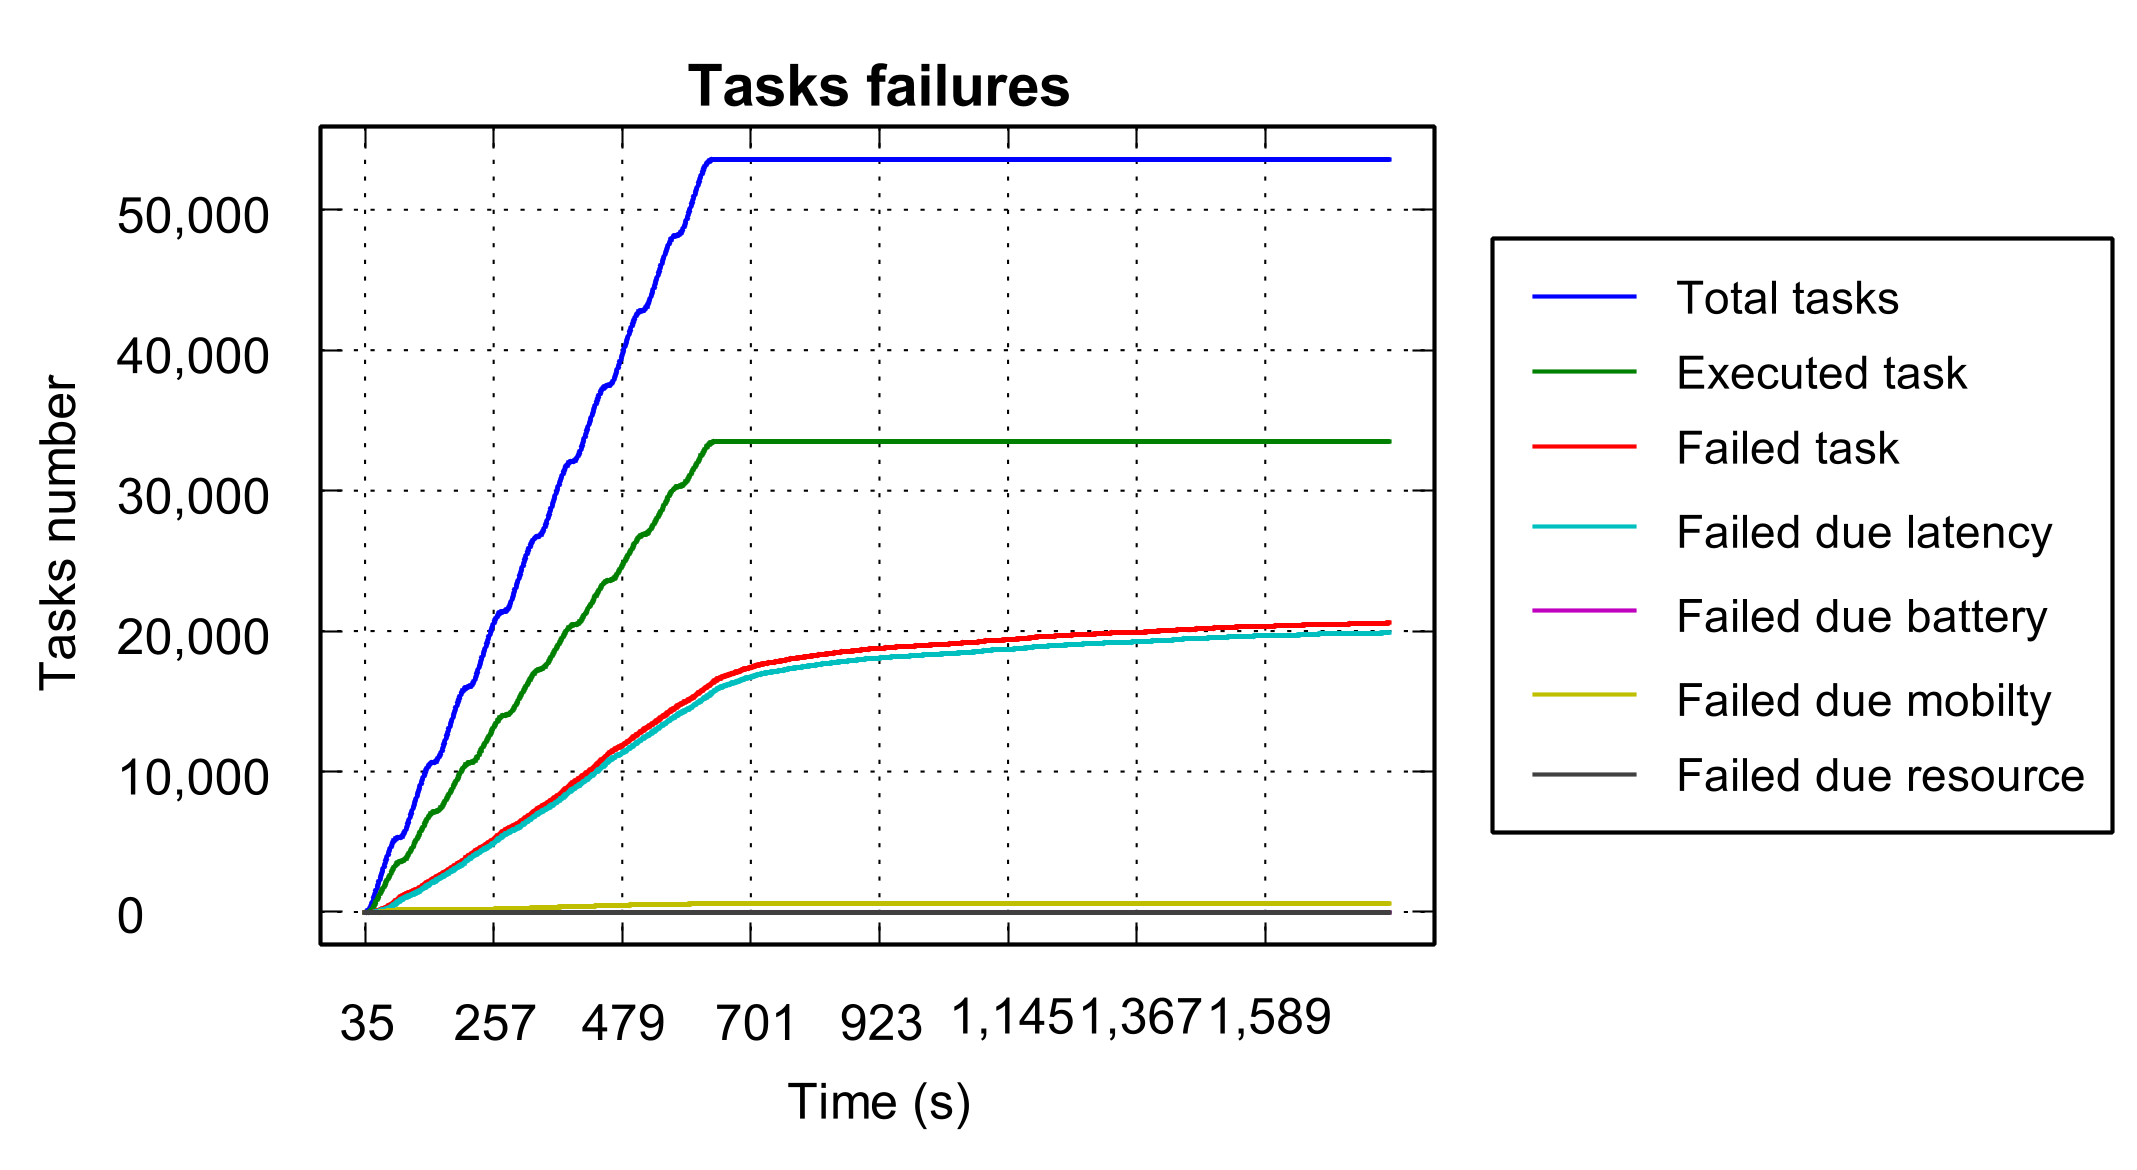 Tasks failures
50,000
40,000
30,000
20,000
10,000
0
Tasks number
35 257 479 701 923 1,145 1,367 1,589
Time (s)
Total tasks
Executed task
Failed task
Failed due latency
Failed due battery
Failed due mobilty
Failed due resource